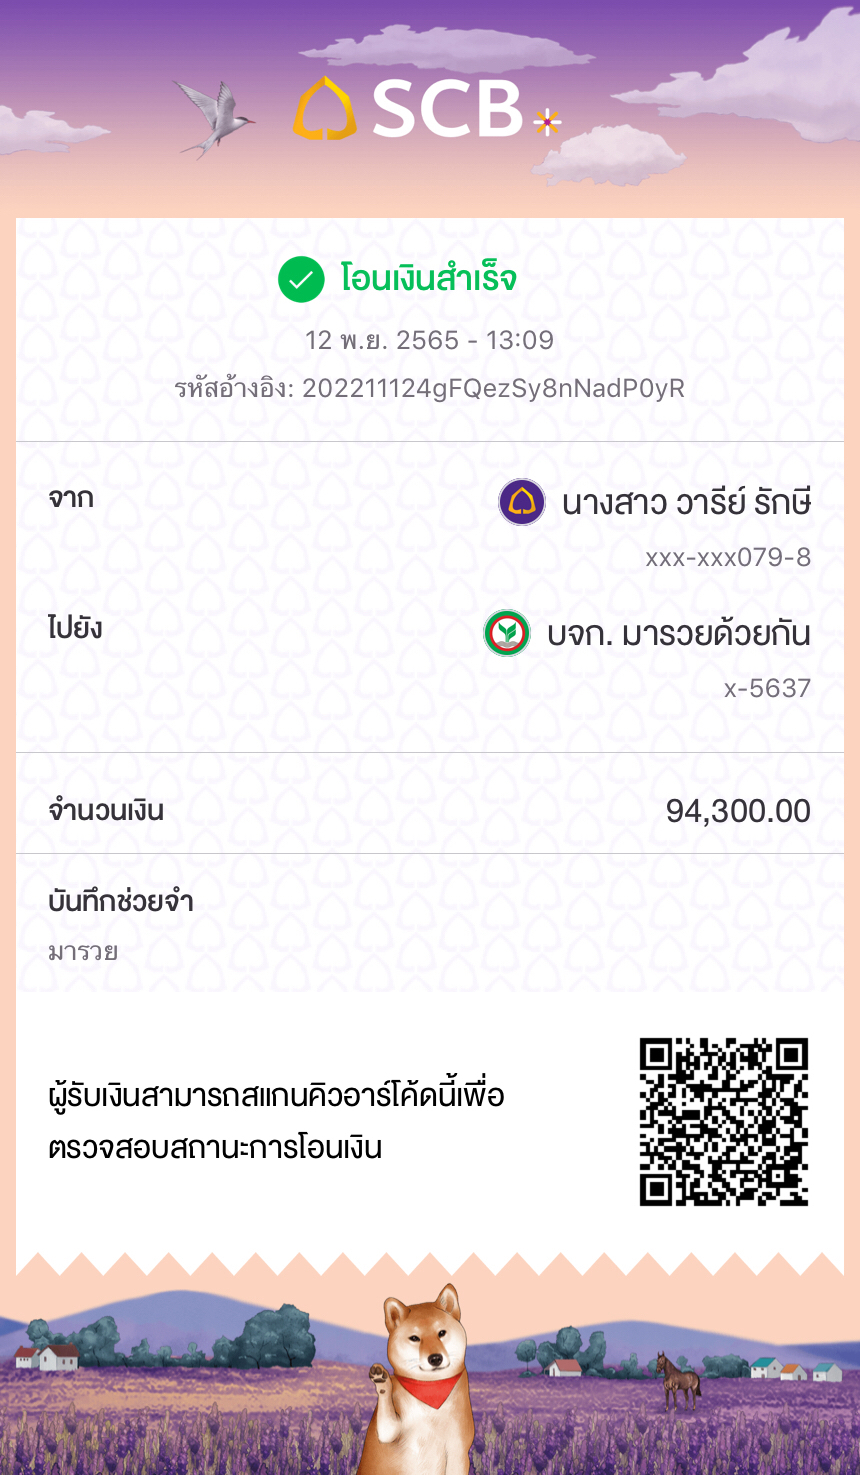 SCB
โอนเงินสำเร็จ
12 พ.ย. 2565 - 13:09
รหัสอ้างอิง: 202211124gFQezSy8nNadP0yR
จาก
นางสาว วารีย์ รักษี
xxx-xxx079-8
ไปยัง
บจก. มารวยด้วยกัน
x-5637
จำนวนเงิน
94,300.00
บันทึกช่วยจำ
มารวย
ผู้รับเงินสามารถสแกนคิวอาร์โค้ดนี้เพื่อ
ตรวจสอบสถานะการโอนเงิน